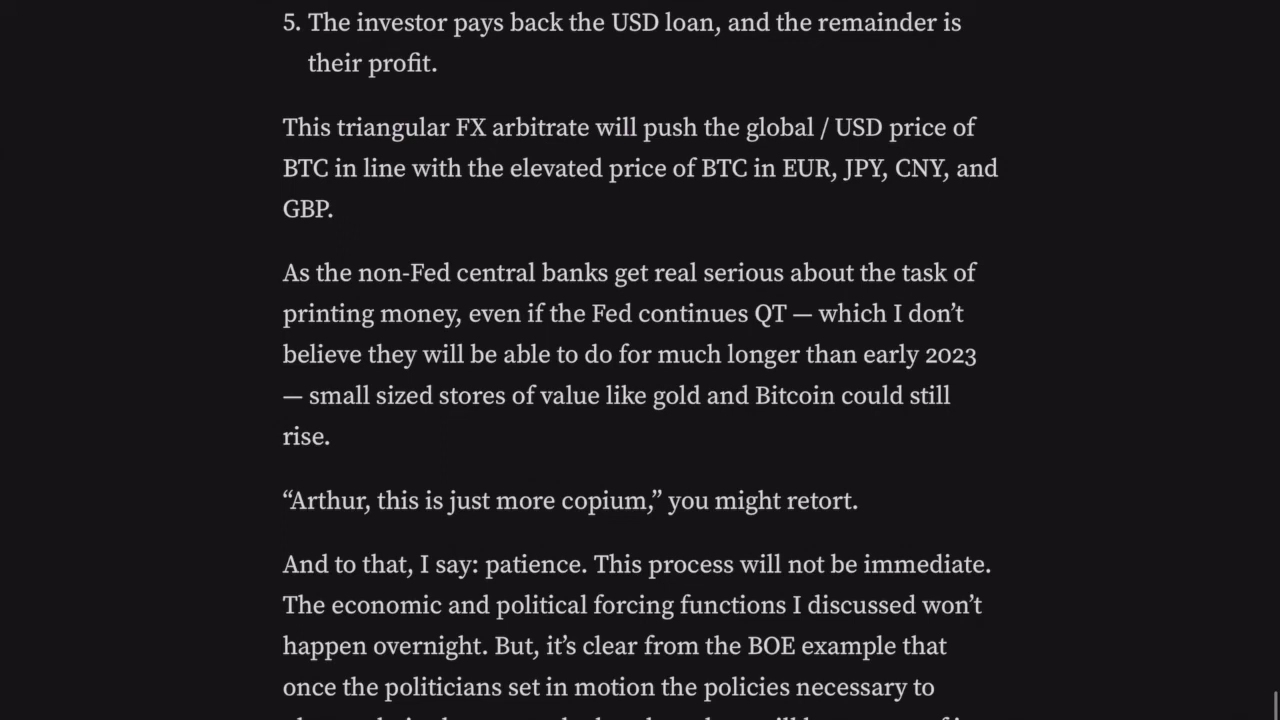 5. The investor pays back the USD loan, and the remainder is
their profit.
This triangular FX arbitrate will push the global / USD price of
BTC in line with the elevated price of BTC in EUR, JPY, CNY, and
GBP.
As the non-Fed central banks get real serious about the task of
printing money, even if the Fed continues QT — which I don’t
believe they will be able to do for much longer than early 2023
— small sized stores of value like gold and Bitcoin could still
rise.
“Arthur, this is just more copium,” you might retort.
And to that, I say: patience. This process will not be immediate.
The economic and political forcing functions I discussed won’t
happen overnight. But, it’s clear from the BOE example that
once the politicians set in motion the policies necessary to